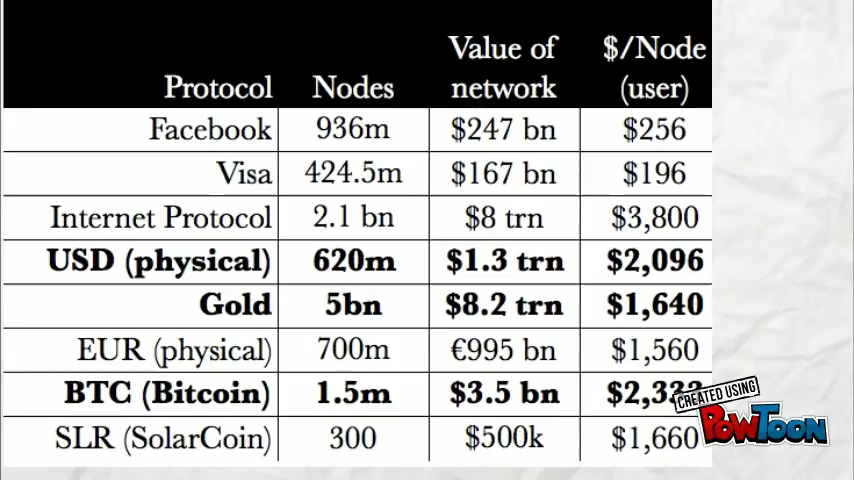 Value of $/Node
Protocol Nodes network (user)
Facebook 936m $247 bn $256
Visa 424.5m $167 bn $196
Internet Protocol 2.1 bn $8 trn $3,800
USD (physical) 620m $1.3 trn $2,096
Gold 5bn $8.2 trn $1,640
EUR (physical) 700m €995 bn $1,560
BTC (Bitcoin) 1.5m $3.5 bn
SLR (SolarCoin) 300 $500k $1,660
CREATED USING
POWTOON